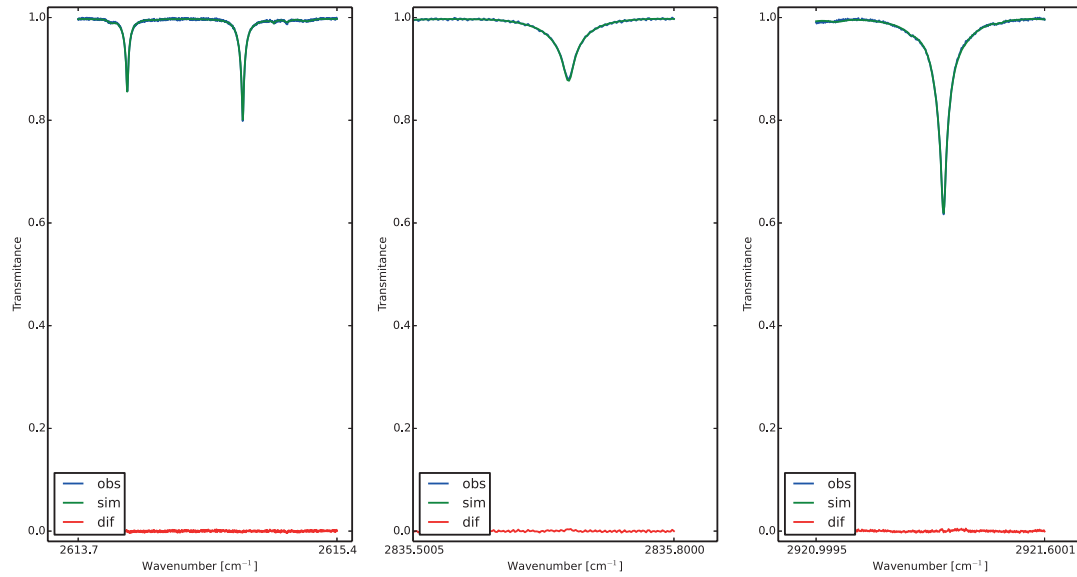 1.0
0.8
0.6
0.4
0.2
0.0
Transmitance
obs
sim
dif
2613.7
2615.4
Wavenumber [cm⁻¹]
1.0
0.8
0.6
0.4
0.2
0.0
Transmitance
obs
sim
dif
2835.5005
2835.8000
Wavenumber [cm⁻¹]
1.0
0.8
0.6
0.4
0.2
0.0
Transmitance
obs
sim
dif
2920.9995
2921.6001
Wavenumber [cm⁻¹]